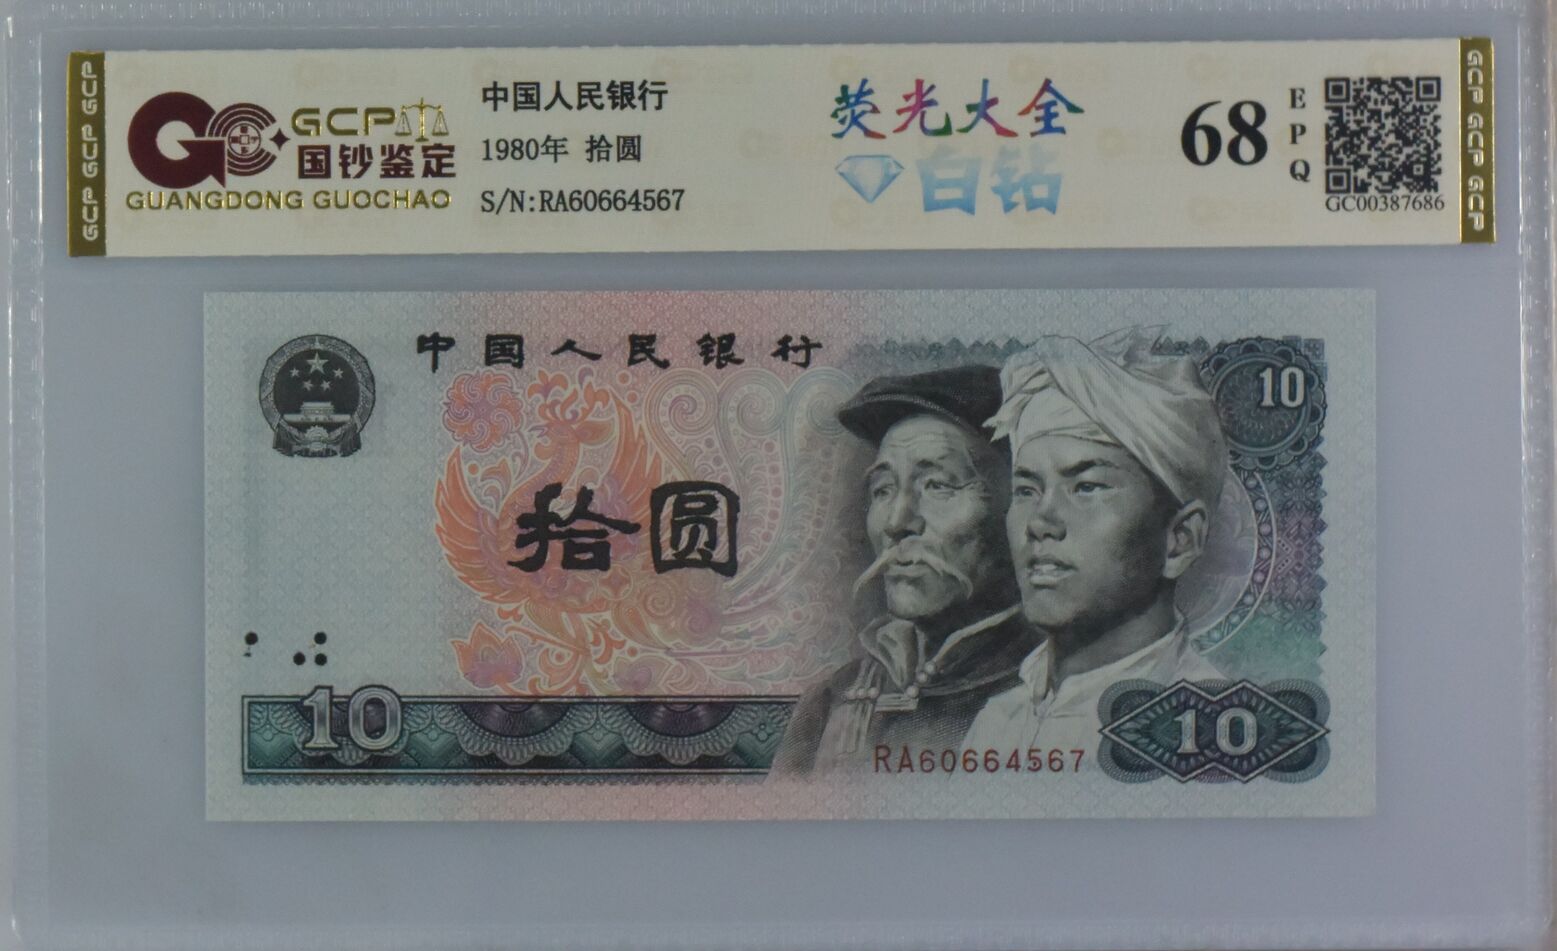 GCP GCP GCP
GCP
国钞鉴定
GUANGDONG GUOCHAO
中国人民银行
1980年 拾圆
S/N:RA60664567
荧光大全
白钻
68
EPQ
GC00387686
GCP GCP GCP
中国人民银行
10
拾圆
10
RA60664567
10